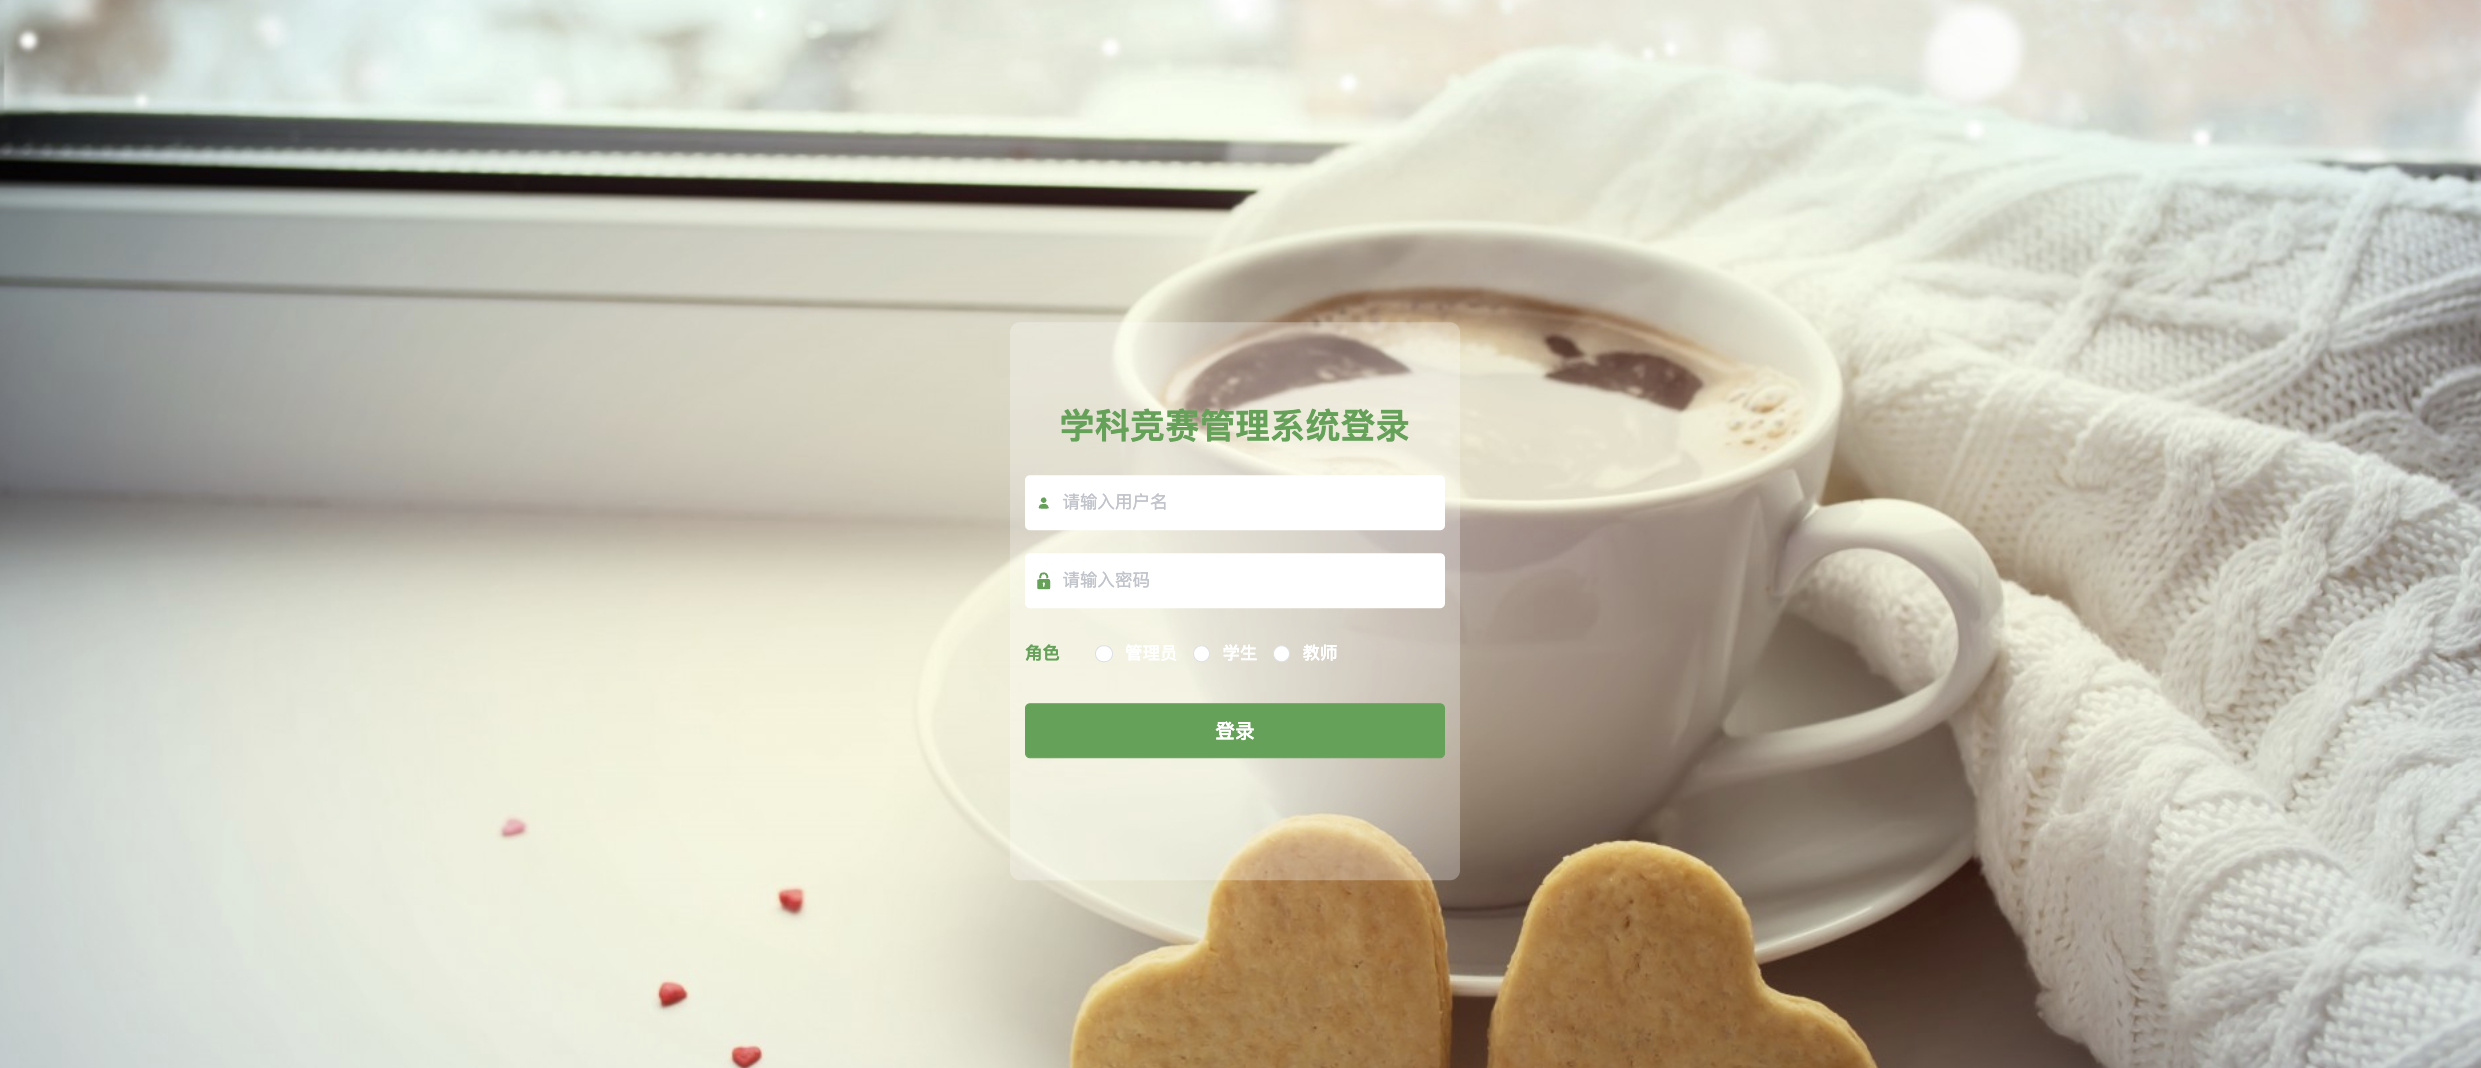 学科竞赛管理系统登录
请输入用户名
请输入密码
角色 管理员 学生 教师
登录